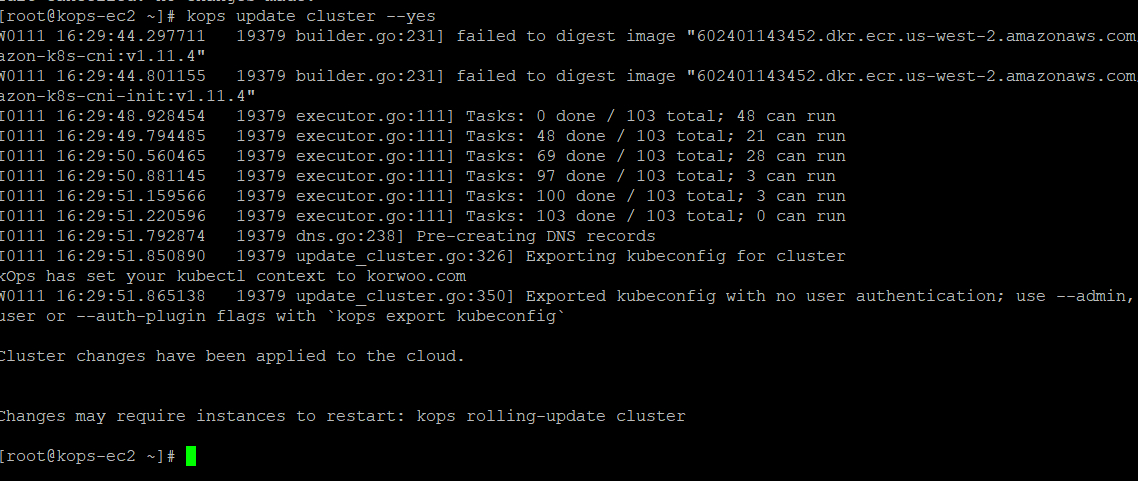 [root@kops-ec2 ~]# kops update cluster --yes
W0111 16:29:44.297711   19379 builder.go:231] failed to digest image "602401143452.dkr.ecr.us-west-2.amazonaws.com
azon-k8s-cni:v1.11.4"
W0111 16:29:44.801155   19379 builder.go:231] failed to digest image "602401143452.dkr.ecr.us-west-2.amazonaws.com
azon-k8s-cni-init:v1.11.4"
I0111 16:29:48.928454   19379 executor.go:111] Tasks: 0 done / 103 total; 48 can run
I0111 16:29:49.794485   19379 executor.go:111] Tasks: 48 done / 103 total; 21 can run
I0111 16:29:50.560465   19379 executor.go:111] Tasks: 69 done / 103 total; 28 can run
I0111 16:29:50.881145   19379 executor.go:111] Tasks: 97 done / 103 total; 3 can run
I0111 16:29:51.159566   19379 executor.go:111] Tasks: 100 done / 103 total; 3 can run
I0111 16:29:51.220596   19379 executor.go:111] Tasks: 103 done / 103 total; 0 can run
I0111 16:29:51.792874   19379 dns.go:238] Pre-creating DNS records
I0111 16:29:51.850890   19379 update_cluster.go:326] Exporting kubeconfig for cluster
kOps has set your kubectl context to korwoo.com
W0111 16:29:51.865138   19379 update_cluster.go:350] Exported kubeconfig with no user authentication; use --admin,
user or --auth-plugin flags with `kops export kubeconfig`
Cluster changes have been applied to the cloud.
Changes may require instances to restart: kops rolling-update cluster
[root@kops-ec2 ~]#